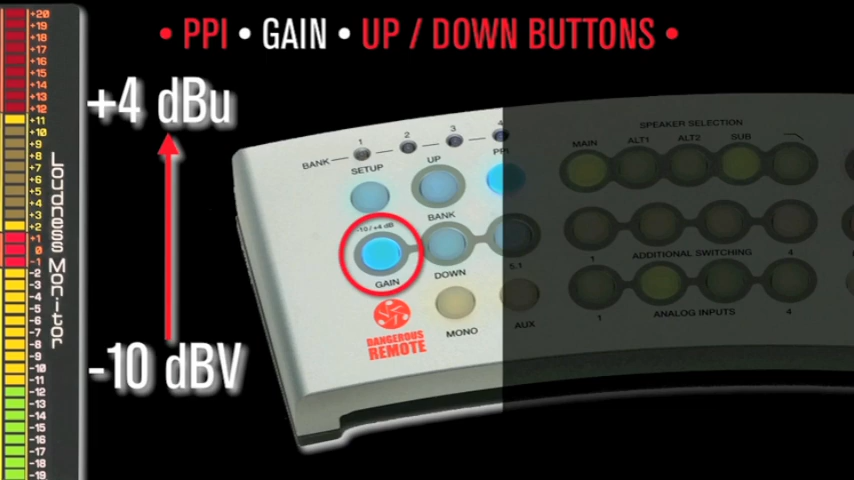 • PPI • GAIN • UP / DOWN BUTTONS •
+4 dBu
-10 dBV
Loudness Monitor
+20
+19
+18
+17
+16
+15
+14
+13
+12
+11
+10
+9
+8
+7
+6
+5
+4
+3
+2
+1
0
-1
-2
-3
-4
-5
-6
-7
-8
-9
-10
-11
-12
-13
-14
-15
-16
-17
-18
-19
1 2 3 4
BANK
SETUP UP PPI
-10 / +4 dB
BANK
GAIN DOWN 5.1
DANGEROUS
REMOTE
MONO AUX
SPEAKER SELECTION
MAIN ALT1 ALT2 SUB
1 ADDITIONAL SWITCHING 4
1 ANALOG INPUTS 4